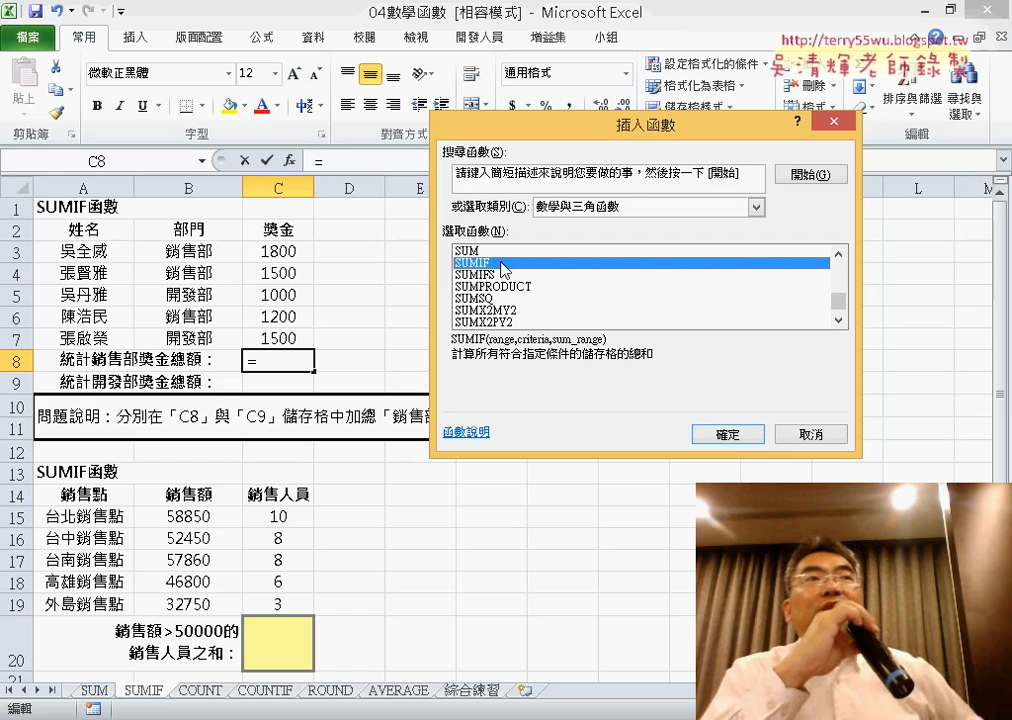 04數學函數 [相容模式] - Microsoft Excel
檔案 常用 插入 版面配置 公式 資料 校閱 檢視 開發人員 增益集 小組
http://terry55wu.blogspot.tw
吳清輝老師錄製
貼上 微軟正黑體 12 通用格式 設定格式化的條件 刪除
格式化為表格
儲存格樣式 排序與篩選 尋找與選取
剪貼簿 字型 對齊方式 編輯
C8 =
A B C D E L M
1 SUMIF函數
2 姓名 部門 獎金
3 吳全威 銷售部 1800
4 張賢雅 銷售部 1500
5 吳丹雅 開發部 1000
6 陳浩民 銷售部 1200
7 張啟榮 開發部 1500
8 統計銷售部獎金總額： =
9 統計開發部獎金總額：
10 問題說明：分別在「C8」與「C9」儲存格中加總「銷售部
11
12
13 SUMIF函數
14 銷售點 銷售額 銷售人員
15 台北銷售點 58850 10
16 台中銷售點 52450 8
17 台南銷售點 57860 8
18 高雄銷售點 46800 6
19 外島銷售點 32750 3
銷售額>50000的
20 銷售人員之和：
插入函數
搜尋函數(S):
請鍵入簡短描述來說明您要做的事，然後按一下 [開始]
開始(G)
或選取類別(C): 數學與三角函數
選取函數(N):
SUM
SUMIF
SUMIFS
SUMPRODUCT
SUMSQ
SUMX2MY2
SUMX2PY2
SUMIF(range,criteria,sum_range)
計算所有符合指定條件的儲存格的總和
函數說明 確定 取消
SUM SUMIF COUNT COUNTIF ROUND AVERAGE 綜合練習
編輯